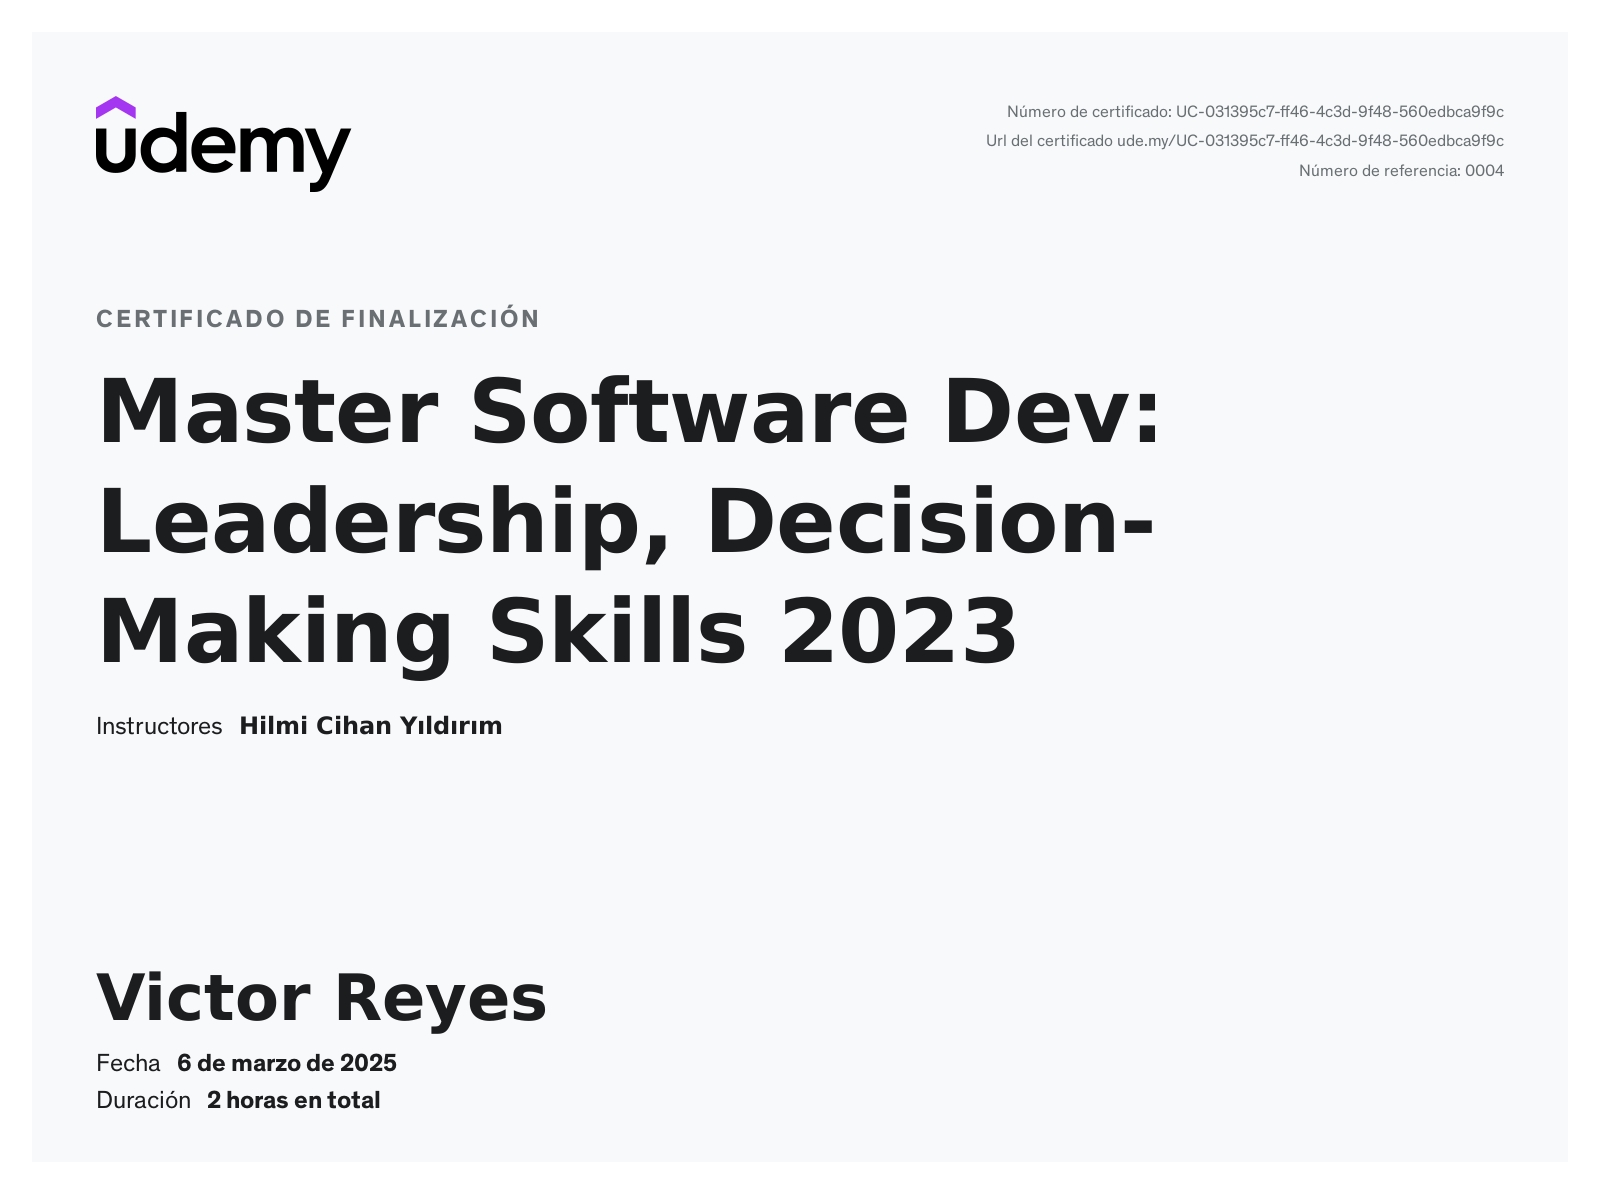 udemy
Número de certificado: UC-031395c7-ff46-4c3d-9f48-560edbca9f9c
Url del certificado ude.my/UC-031395c7-ff46-4c3d-9f48-560edbca9f9c
Número de referencia: 0004
CERTIFICADO DE FINALIZACIÓN
Master Software Dev:
Leadership, Decision-
Making Skills 2023
Instructores Hilmi Cihan Yıldırım
Victor Reyes
Fecha 6 de marzo de 2025
Duración 2 horas en total